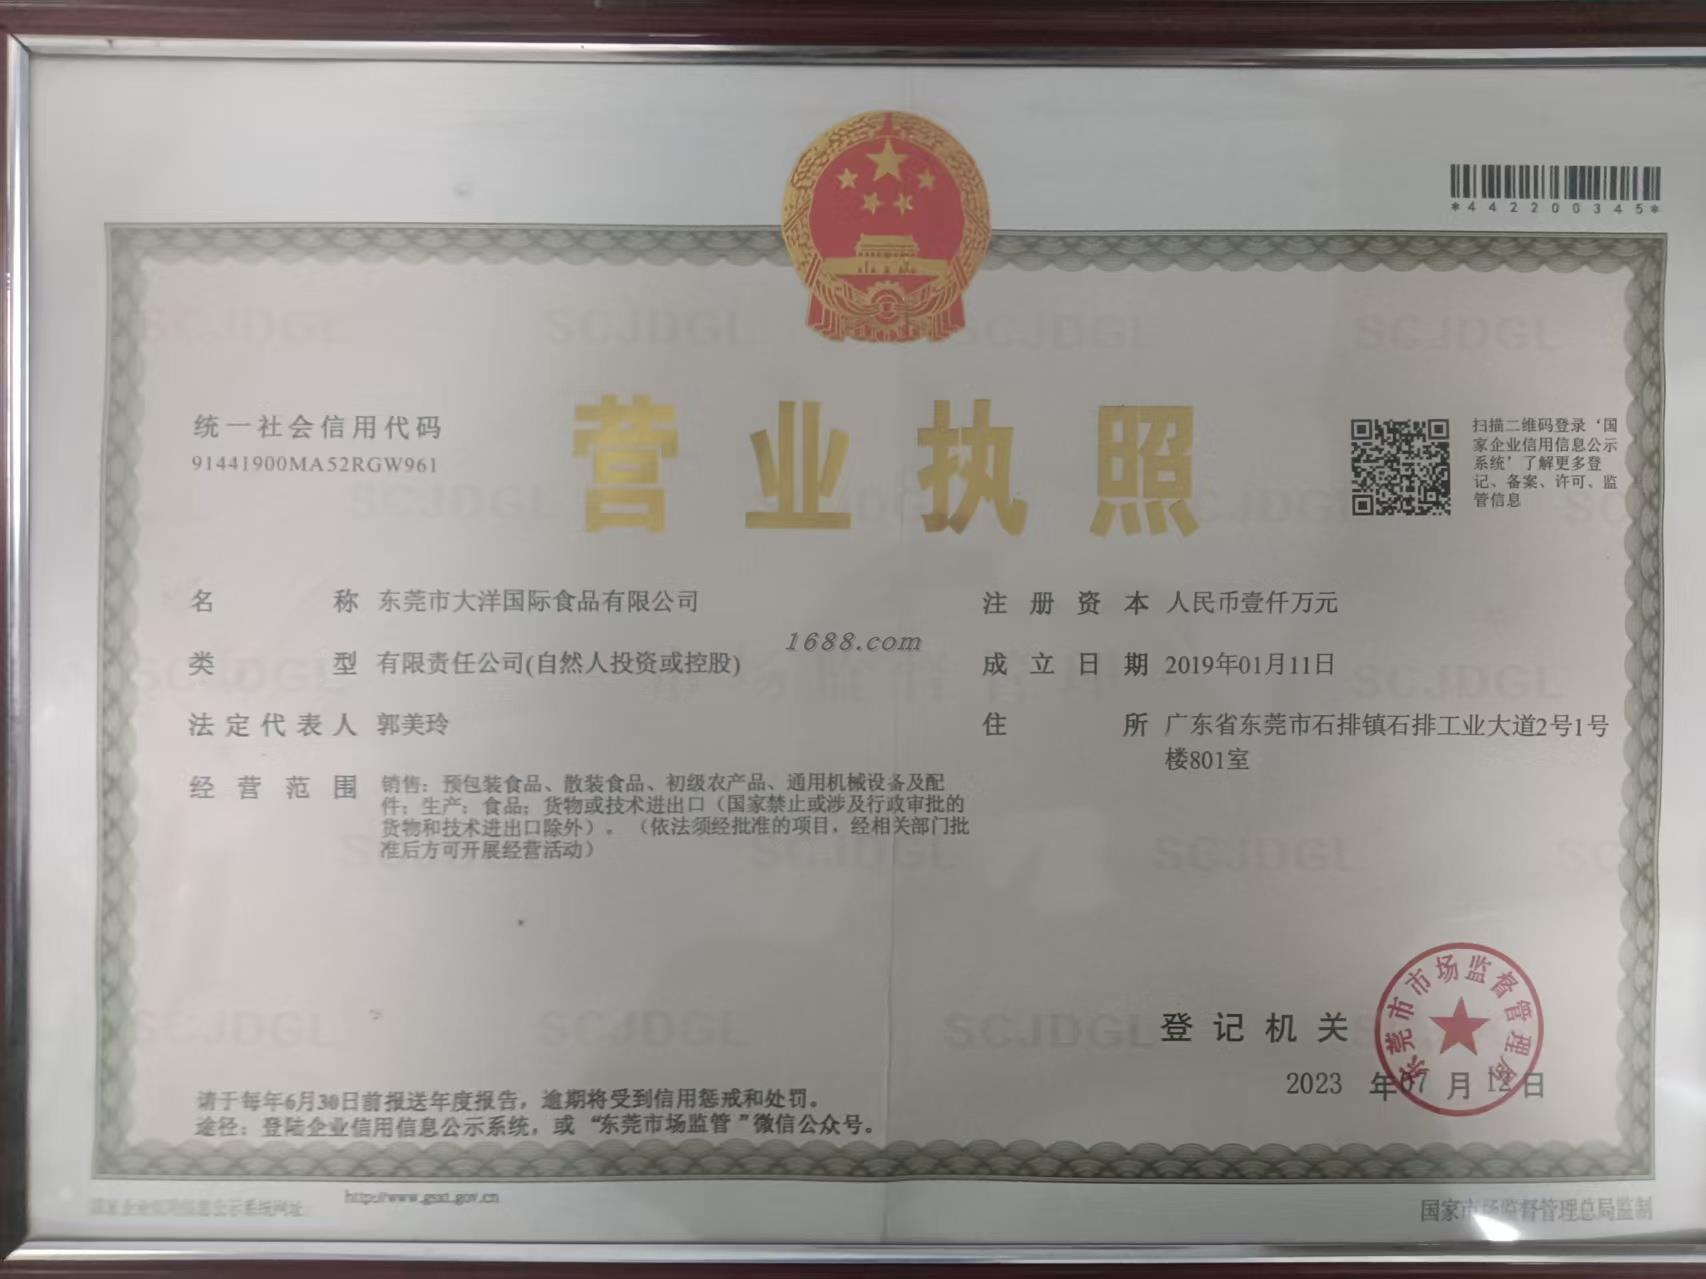 *442200345*
营业执照
统一社会信用代码
91441900MA52RGW961
扫描二维码登录‘国
家企业信用信息公示
系统’了解更多登
记、备案、许可、监
管信息
名 称 东莞市大洋国际食品有限公司
类 型 有限责任公司(自然人投资或控股)
法定代表人 郭美玲
经营范围 销售：预包装食品、散装食品、初级农产品、通用机械设备及配
件；生产：食品；货物或技术进出口（国家禁止或涉及行政审批的
货物和技术进出口除外）。（依法须经批准的项目，经相关部门批
准后方可开展经营活动）
1688.com
注册资本 人民币壹仟万元
成立日期 2019年01月11日
住 所 广东省东莞市石排镇石排工业大道2号1号
楼801室
登记机关
东莞市市场监督管理局
2023 年07 月12日
请于每年6月30日前报送年度报告，逾期将受到信用惩戒和处罚。
途径：登陆企业信用信息公示系统，或“东莞市场监管”微信公众号。
国家企业信用信息公示系统网址：
http://www.gsxt.gov.cn
国家市场监督管理总局监制
SCJDGL